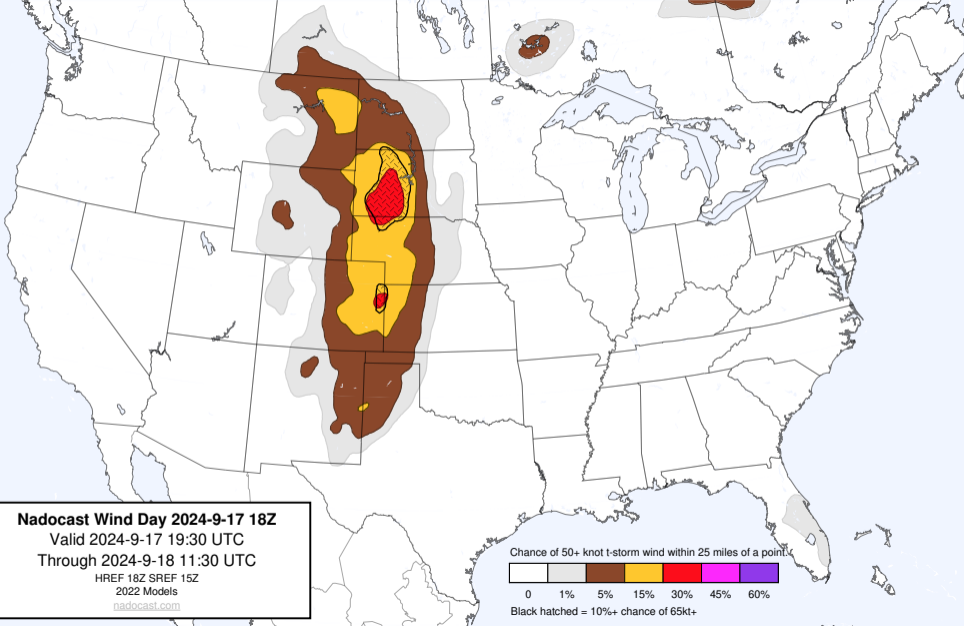 Nadocast Wind Day 2024-9-17 18Z
Valid 2024-9-17 19:30 UTC
Through 2024-9-18 11:30 UTC
HREF 18Z SREF 15Z
2022 Models
nadocast.com
Chance of 50+ knot t-storm wind within 25 miles of a point.
0 1% 5% 15% 30% 45% 60%
Black hatched = 10%+ chance of 65kt+